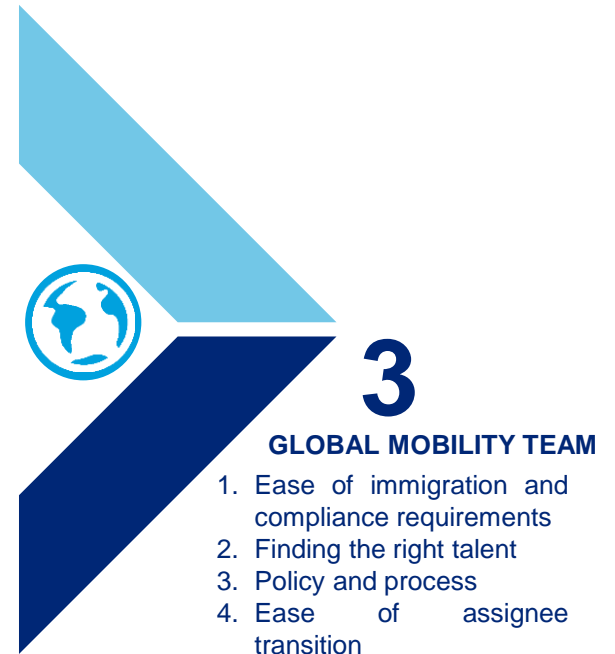 3
GLOBAL MOBILITY TEAM
1. Ease of immigration and
compliance requirements
2. Finding the right talent
3. Policy and process
4. Ease of assignee
transition